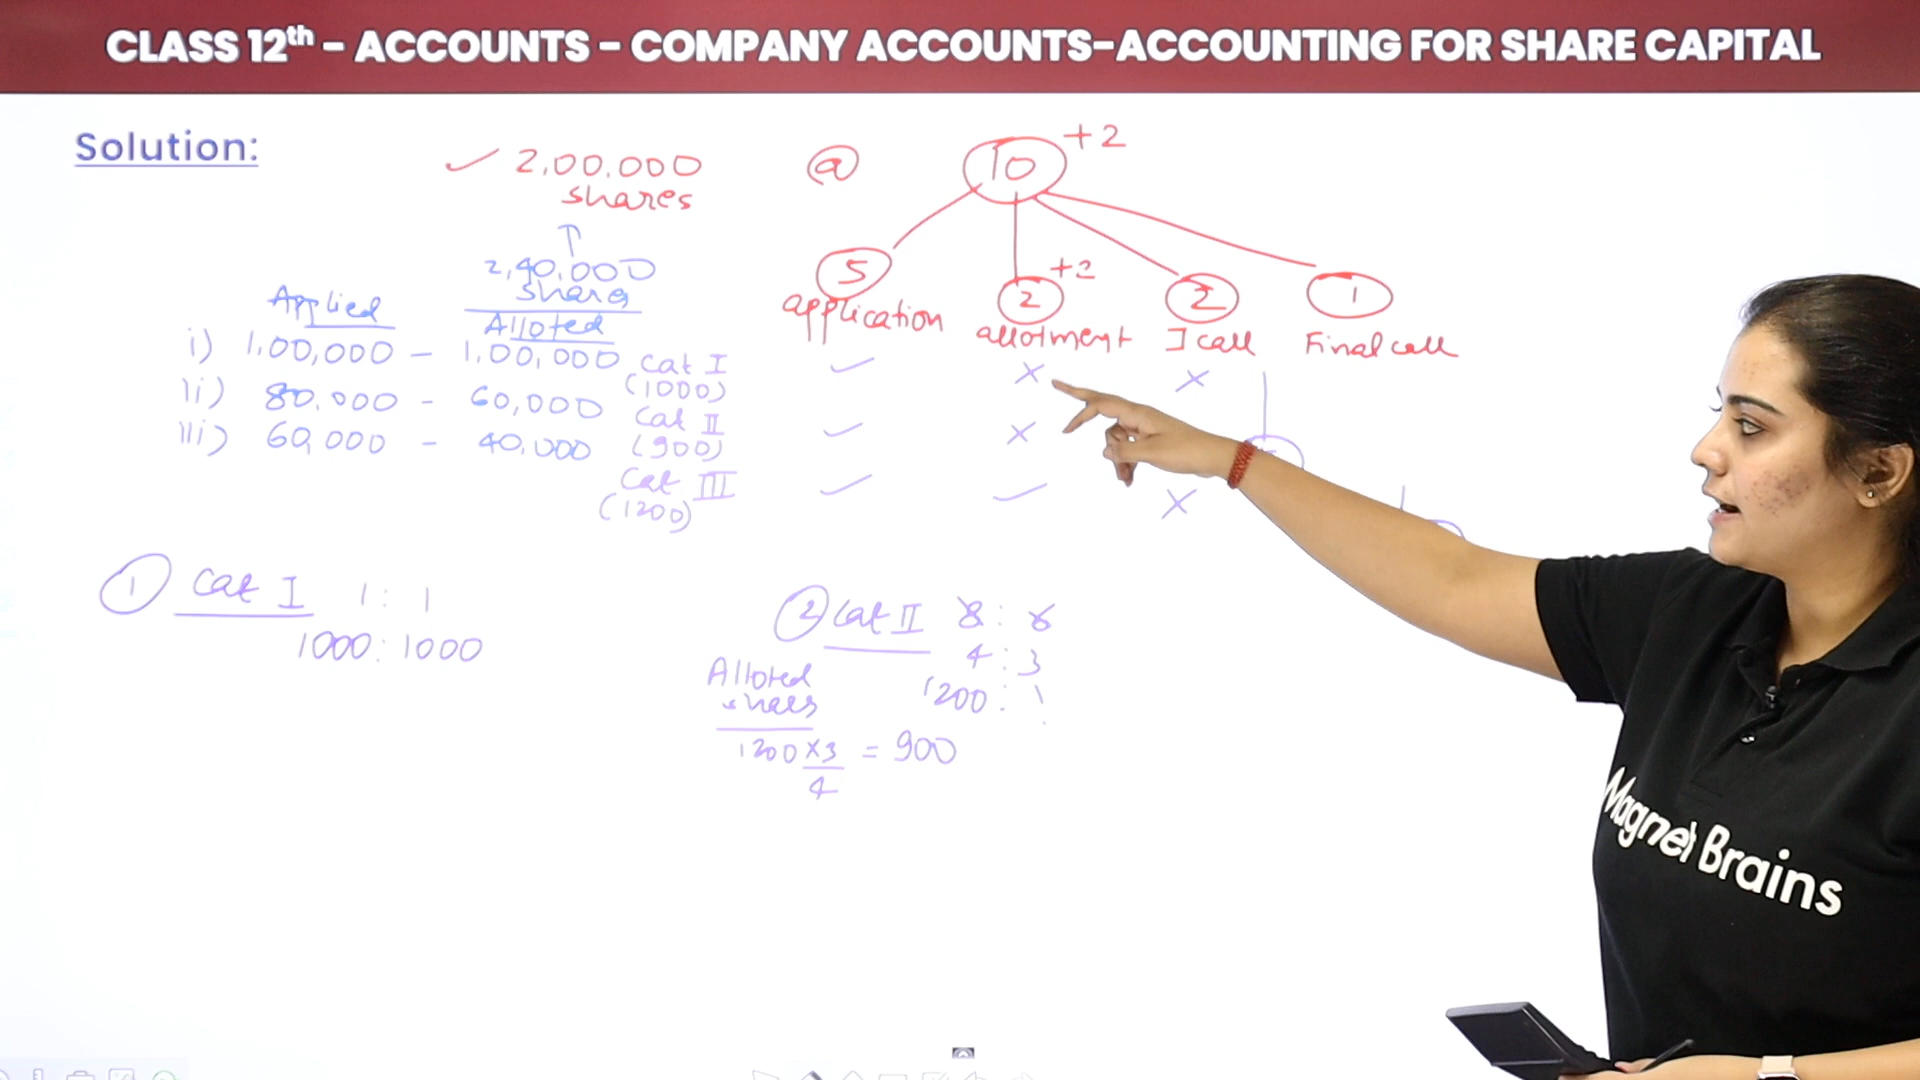 CLASS 12th – ACCOUNTS – COMPANY ACCOUNTS–ACCOUNTING FOR SHARE CAPITAL
Solution:
✓ 2,00,000 @ 10 +2
shares
↑
2,40,000
shares
5 2 +2 2 1
application allotment I call Final call
Applied Alloted
i) 1,00,000 – 1,00,000 Cat I ✓ × ×
(1000)
ii) 80,000 – 60,000 Cat II ✓ ×
iii) 60,000 – 40,000 (900)
Cat III ✓ ✓ ×
(1200)
1 Cat I 1 : 1
1000 : 1000
2 Cat II 8 : 6
4 : 3
1200 :
Alloted
shaes
1200 × 3 = 900
4
Magnet Brains